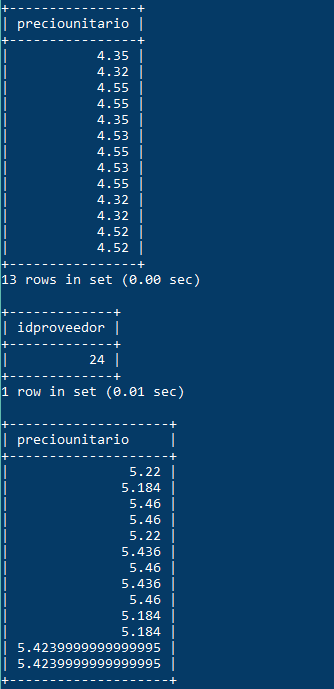 +---------------+
| preciounitario |
+---------------+
| 4.35 |
| 4.32 |
| 4.55 |
| 4.55 |
| 4.35 |
| 4.53 |
| 4.55 |
| 4.53 |
| 4.55 |
| 4.32 |
| 4.32 |
| 4.52 |
| 4.52 |
+---------------+
13 rows in set (0.00 sec)
+-------------+
| idproveedor |
+-------------+
| 24 |
+-------------+
1 row in set (0.01 sec)
+--------------------+
| preciounitario |
+--------------------+
| 5.22 |
| 5.184 |
| 5.46 |
| 5.46 |
| 5.22 |
| 5.436 |
| 5.46 |
| 5.436 |
| 5.46 |
| 5.184 |
| 5.184 |
| 5.4239999999999995 |
| 5.4239999999999995 |
+--------------------+